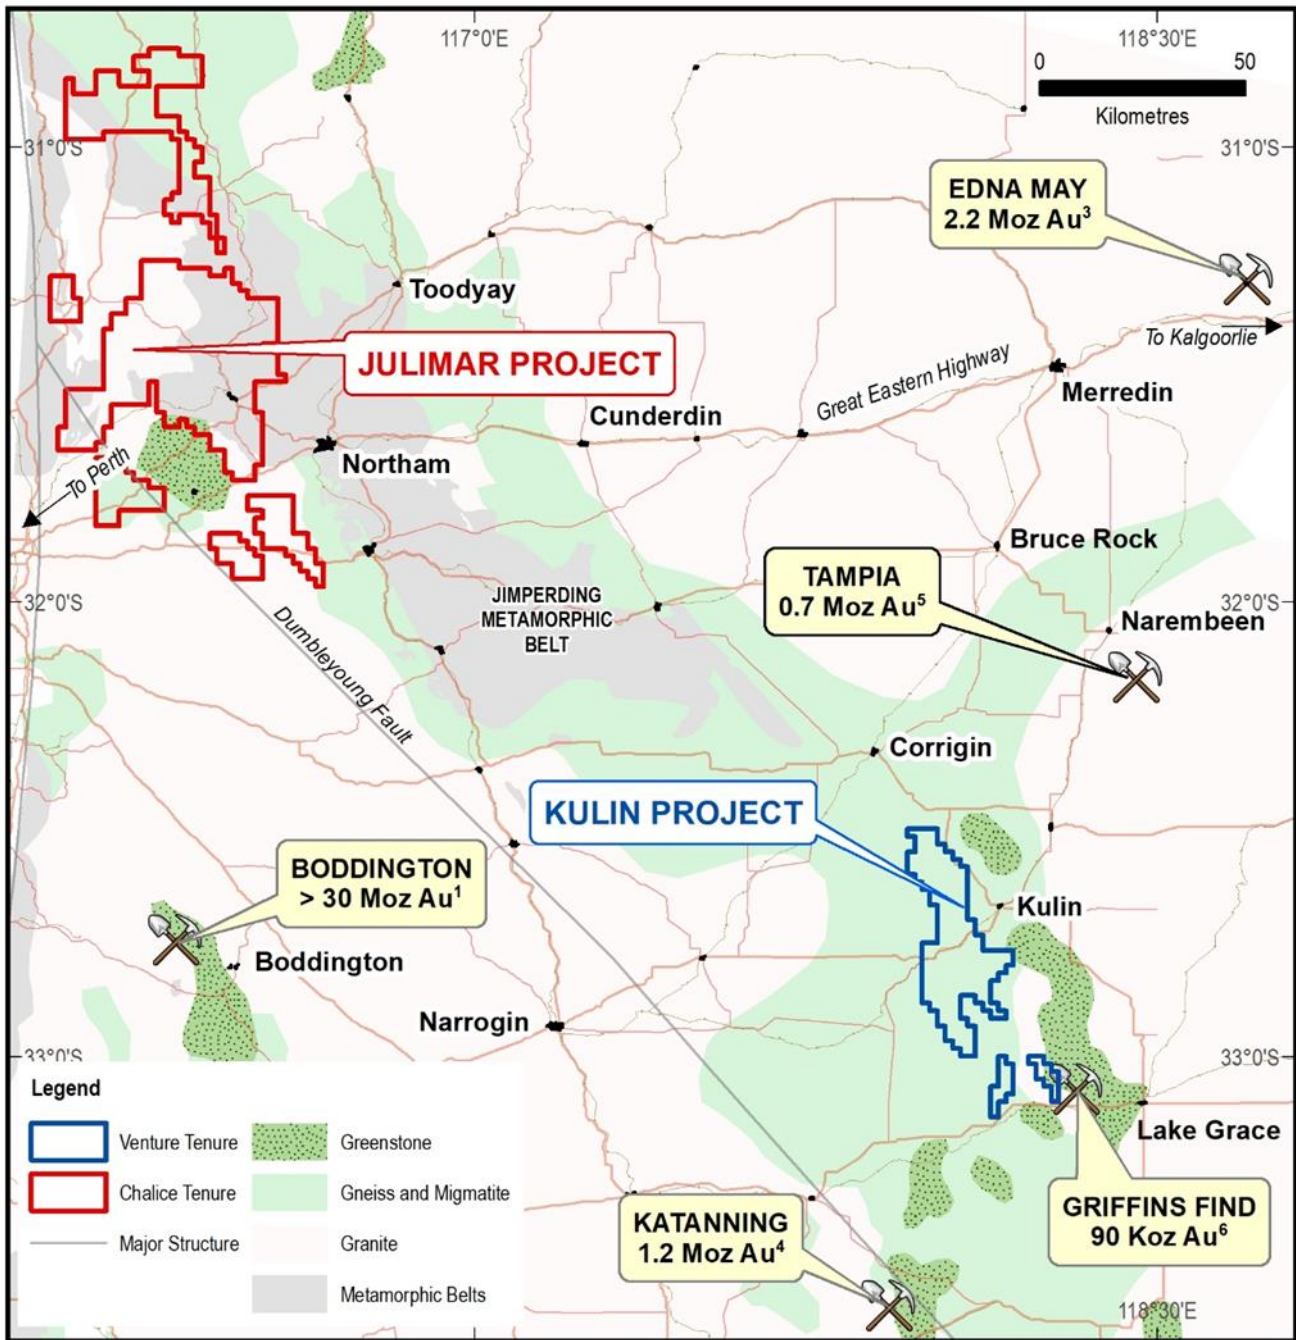 117°0'E
118°30'E
0 50
Kilometres
31°0'S
31°0'S
EDNA MAY
2.2 Moz Au³
Toodyay
To Kalgoorlie
JULIMAR PROJECT
Great Eastern Highway
Merredin
Cunderdin
Northam
To Perth
Bruce Rock
TAMPIA
0.7 Moz Au⁵
JIMPERDING
METAMORPHIC
BELT
32°0'S
32°0'S
Narembeen
Dumbleyoung Fault
Corrigin
KULIN PROJECT
BODDINGTON
> 30 Moz Au¹
Kulin
Boddington
Narrogin
33°0'S
33°0'S
Legend
Venture Tenure
Greenstone
Chalice Tenure
Gneiss and Migmatite
Major Structure
Granite
Metamorphic Belts
Lake Grace
KATANNING
1.2 Moz Au⁴
GRIFFINS FIND
90 Koz Au⁶
118°30'E